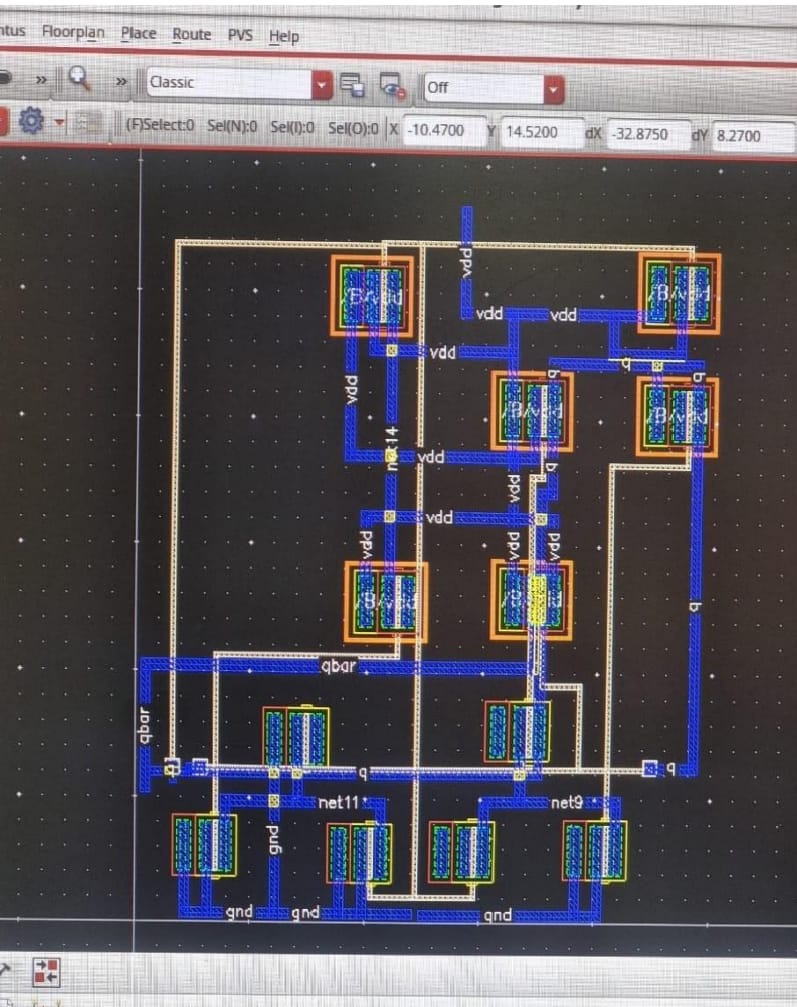 Floorplan Place Route PVS Help
» » Classic Off
(F)Select:0 Sel(N):0 Sel(I):0 Sel(O):0 X -10.4700 Y 14.5200 dX -32.8750 dY 8.2700
vdd
vdd vdd
vdd
q
q q
vdd
net14
vdd
q
vdd
vdd
vdd vdd vdd
q
qbar
qbar
q q
net11 net9
gnd
gnd gnd gnd